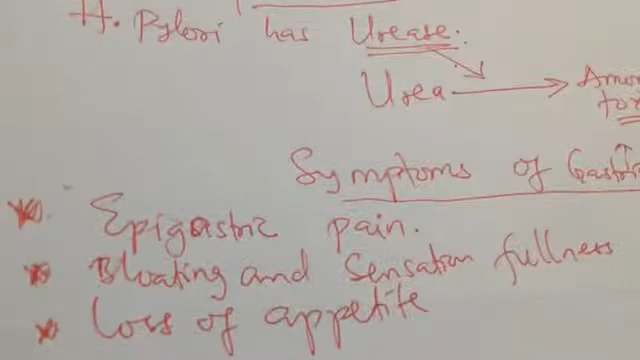 H. Pylori has Urease.
Urea → 
Symptoms of
Epigastric pain.
Bloating and Sensation fullness
Loss of appetite